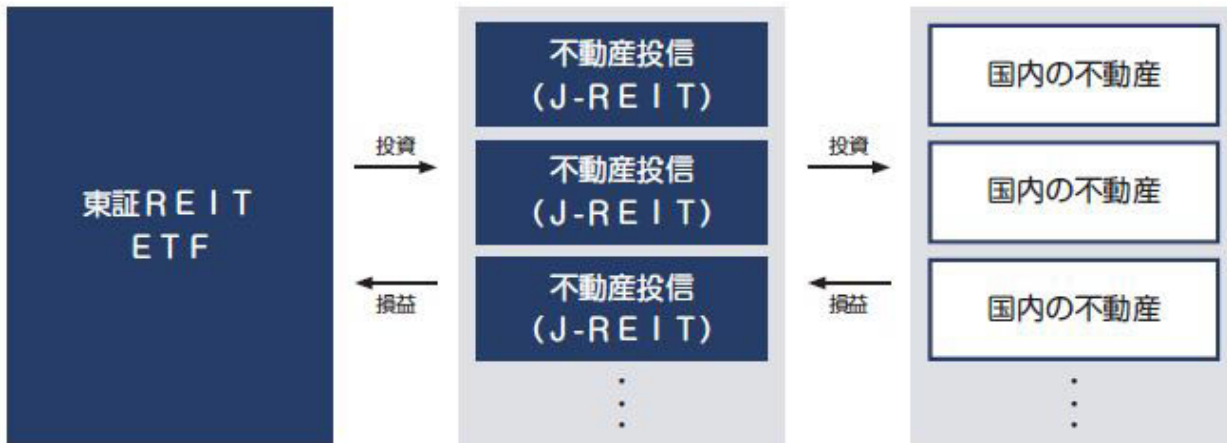 東証ＲＥＩＴ
ＥＴＦ
投資
損益
不動産投信
（Ｊ-ＲＥＩＴ）
不動産投信
（Ｊ-ＲＥＩＴ）
不動産投信
（Ｊ-ＲＥＩＴ）
投資
損益
国内の不動産
国内の不動産
国内の不動産